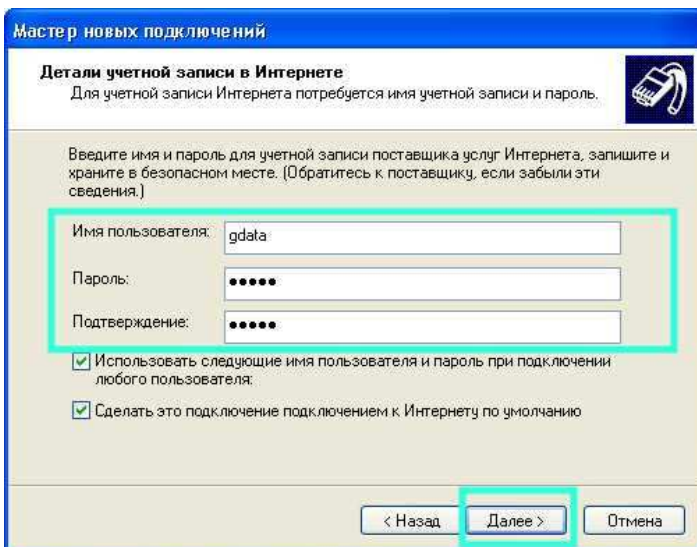 Мастер новых подключений
Детали учетной записи в Интернете
Для учетной записи Интернета потребуется имя учетной записи и пароль.
Введите имя и пароль для учетной записи поставщика услуг Интернета, запишите и
храните в безопасном месте. (Обратитесь к поставщику, если забыли эти
сведения.)
Имя пользователя: gdata
Пароль: •••••
Подтверждение: •••••
Использовать следующие имя пользователя и пароль при подключении
любого пользователя:
Сделать это подключение подключением к Интернету по умолчанию
< Назад Далее > Отмена